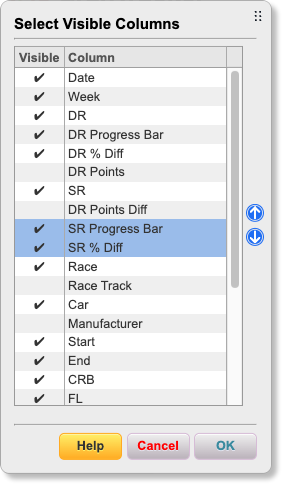 Select Visible Columns
Visible Column
✔ Date
✔ Week
✔ DR
✔ DR Progress Bar
✔ DR % Diff
DR Points
✔ SR
DR Points Diff
✔ SR Progress Bar
✔ SR % Diff
✔ Race
Race Track
✔ Car
Manufacturer
✔ Start
✔ End
✔ CRB
✔ FL
Help Cancel OK